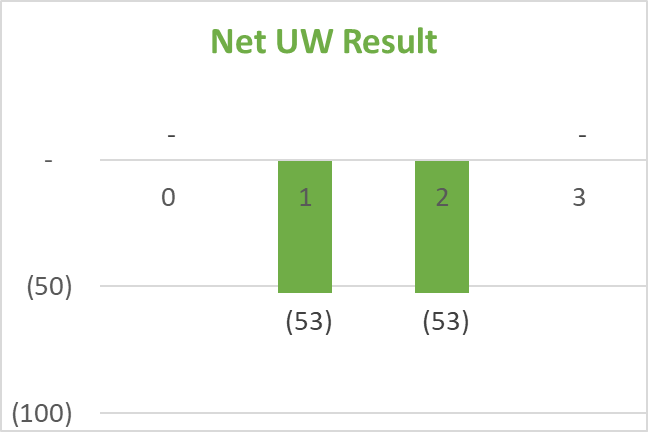 Net UW Result
- -
-
0 1 2 3
(50)
(53) (53)
(100)